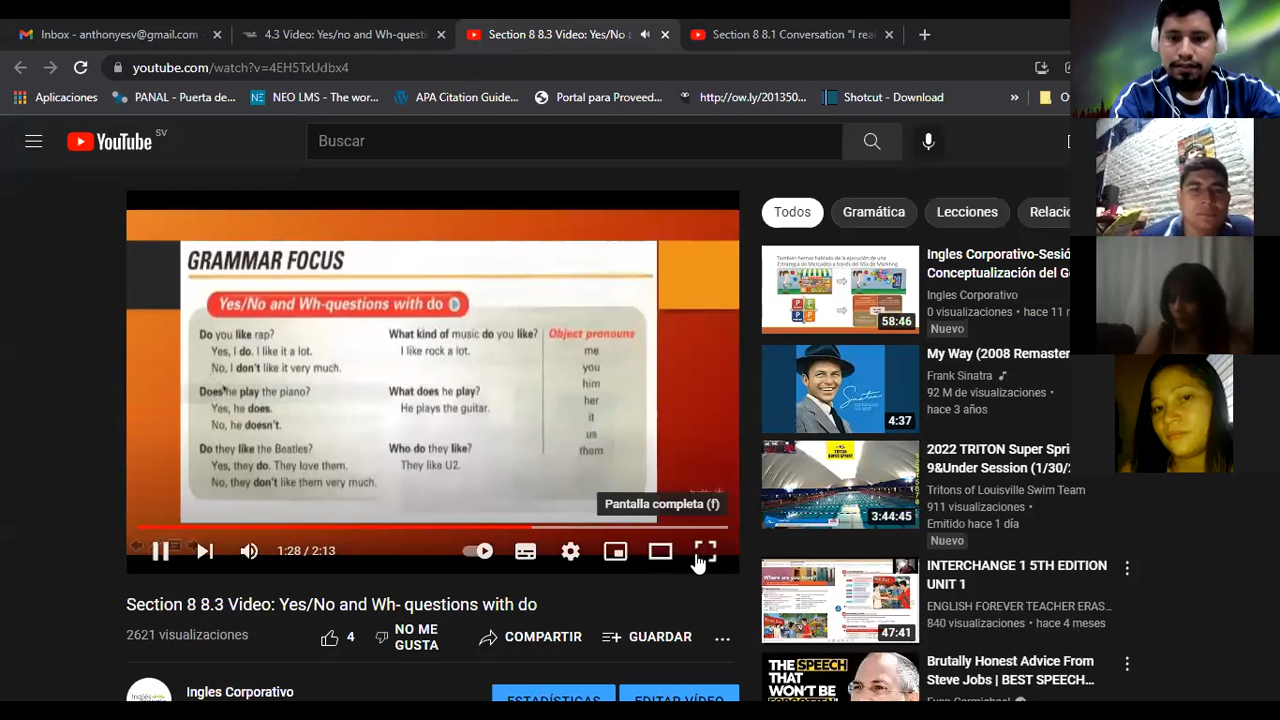 Inbox - anthonyesv@gmail.com
4.3 Video: Yes/no and Wh-questi
Section 8 8.3 Video: Yes/No
Section 8 8.1 Conversation "I rea
youtube.com/watch?v=4EH5TxUdbx4
Aplicaciones
PANAL - Puerta de...
NEO LMS - The wor...
APA Citation Guide...
Portal para Proveed...
http://ow.ly/201350...
Shotcut - Download
»
YouTube SV
Buscar
Todos
Gramática
Lecciones
Relacio
GRAMMAR FOCUS
Yes/No and Wh-questions with do
Do you like rap?
Yes, I do. I like it a lot.
No, I don't like it very much.
Does he play the piano?
Yes, he does.
No, he doesn't.
Do they like the Beatles?
Yes, they do. They love them.
No, they don't like them very much.
What kind of music do you like?
I like rock a lot.
What does he play?
He plays the guitar.
Who do they like?
They like U2.
Object pronouns
me
you
him
her
it
us
them
Pantalla completa (f)
1:28 / 2:13
Section 8 8.3 Video: Yes/No and Wh- questions with do
2621 visualizaciones
4
NO ME
GUSTA
COMPARTIR
GUARDAR
Ingles Corporativo
ESTADÍSTICAS
EDITAR VÍDEO
58:46
Ingles Corporativo-Sesió
Conceptualización del G
Ingles Corporativo
0 visualizaciones • hace 11
Nuevo
Sinatra
4:37
My Way (2008 Remaster
Frank Sinatra
92 M de visualizaciones •
hace 3 años
3:44:45
2022 TRITON Super Spri
9&Under Session (1/30/2
Tritons of Louisville Swim Team
911 visualizaciones •
Emitido hace 1 día
Nuevo
47:41
INTERCHANGE 1 5TH EDITION
UNIT 1
ENGLISH FOREVER TEACHER ERAS...
840 visualizaciones • hace 4 meses
THE SPEECH
THAT WON'T BE
FORGOTTEN
Brutally Honest Advice From
Steve Jobs | BEST SPEECH...